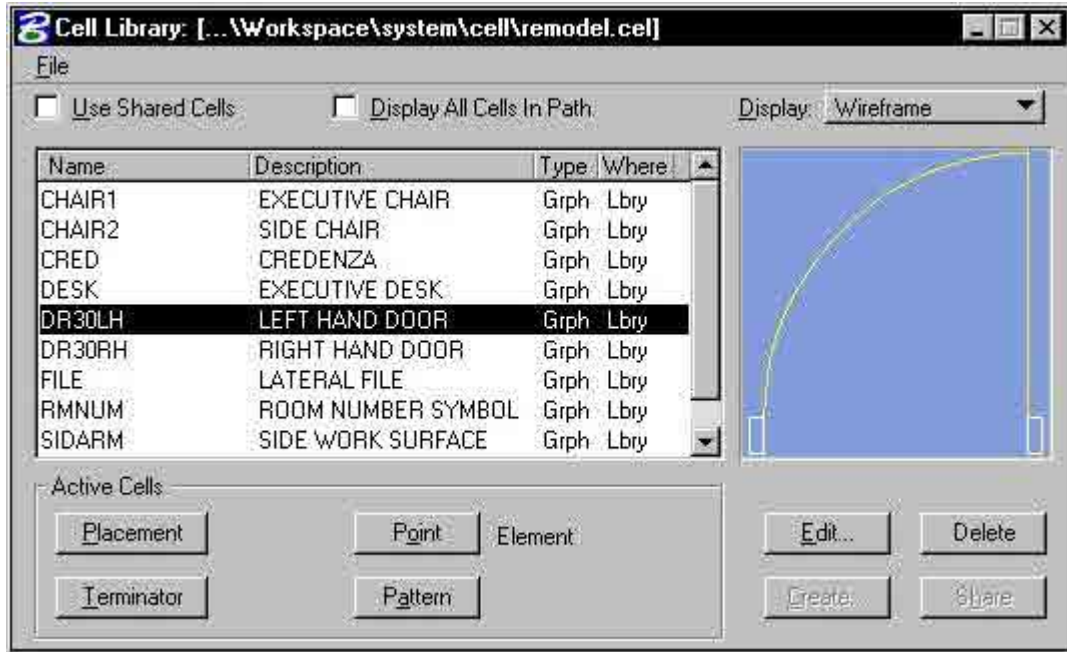 Cell Library: [...\Workspace\system\cell\remodel.cel]
File
Use Shared Cells Display All Cells In Path Display: Wireframe
Name Description Type Where
CHAIR1 EXECUTIVE CHAIR Grph Lbry
CHAIR2 SIDE CHAIR Grph Lbry
CRED CREDENZA Grph Lbry
DESK EXECUTIVE DESK Grph Lbry
DR30LH LEFT HAND DOOR Grph Lbry
DR30RH RIGHT HAND DOOR Grph Lbry
FILE LATERAL FILE Grph Lbry
RMNUM ROOM NUMBER SYMBOL Grph Lbry
SIDARM SIDE WORK SURFACE Grph Lbry
Active Cells
Placement Point Element Edit... Delete
Terminator Pattern Create... Share